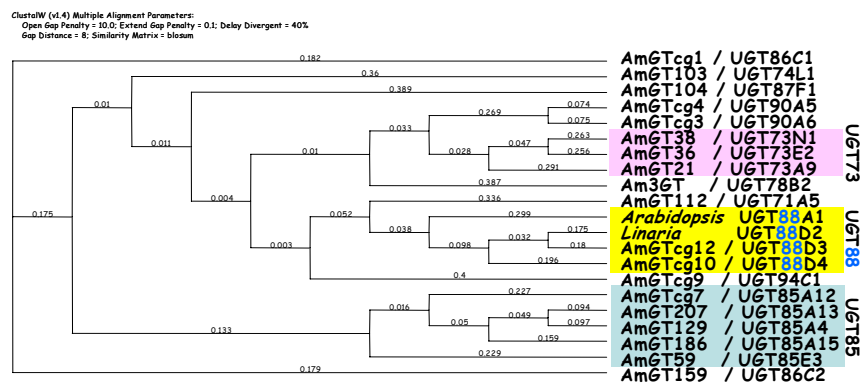 ClustalW (v1.4) Multiple Alignment Parameters:
Open Gap Penalty = 10.0; Extend Gap Penalty = 0.1; Delay Divergent = 40%
Gap Distance = 8; Similarity Matrix = blosum
0.182 AmGTcg1 / UGT86C1
0.36 AmGT103 / UGT74L1
0.389 AmGT104 / UGT87F1
0.074 AmGTcg4 / UGT90A5
0.01 0.269
0.075 AmGTcg3 / UGT90A6
0.033
0.263 AmGT38 / UGT73N1
0.011 0.047
0.01 0.028 0.256 AmGT36 / UGT73E2
0.291 AmGT21 / UGT73A9
UGT73
0.387 Am3GT / UGT78B2
0.004 0.336 AmGT112 / UGT71A5
0.175 0.052 0.299 Arabidopsis UGT88A1
0.038 0.175 Linaria UGT88D2
0.032
0.003 0.098 0.18 AmGTcg12 / UGT88D3
0.196 AmGTcg10 / UGT88D4
UGT88
0.4 AmGTcg9 / UGT94C1
0.227 AmGTcg7 / UGT85A12
0.016 0.094 AmGT207 / UGT85A13
0.049
0.133 0.05 0.097 AmGT129 / UGT85A4
0.159 AmGT186 / UGT85A15
0.229 AmGT59 / UGT85E3
UGT85
0.179 AmGT159 / UGT86C2